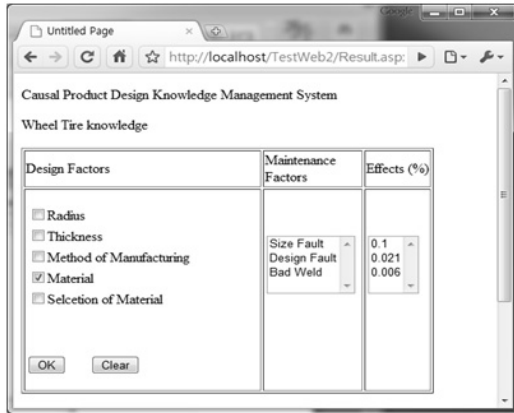 Google
Untitled Page
http://localhost/TestWeb2/Result.asp:
Causal Product Design Knowledge Management System
Wheel Tire knowledge
Design Factors
Maintenance
Factors
Effects (%)
Radius
Thickness
Method of Manufacturing
Material
Selcetion of Material
Size Fault
Design Fault
Bad Weld
0.1
0.021
0.006
OK
Clear